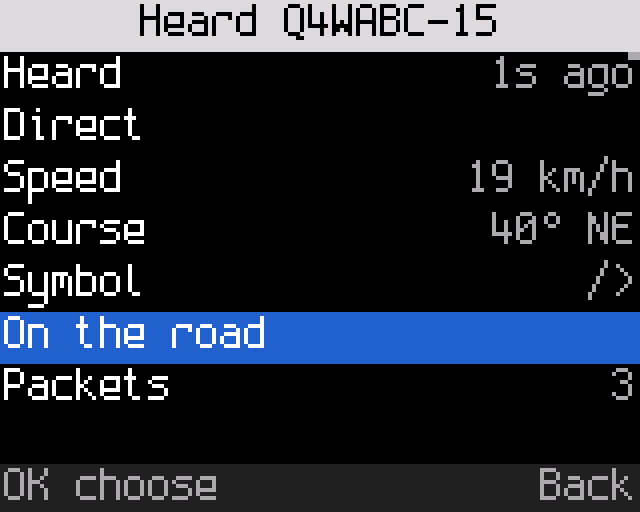 Heard Q4WABC-15
Heard 1s ago
Direct
Speed 19 km/h
Course 40° NE
Symbol />
On the road
Packets 3
OK choose Back